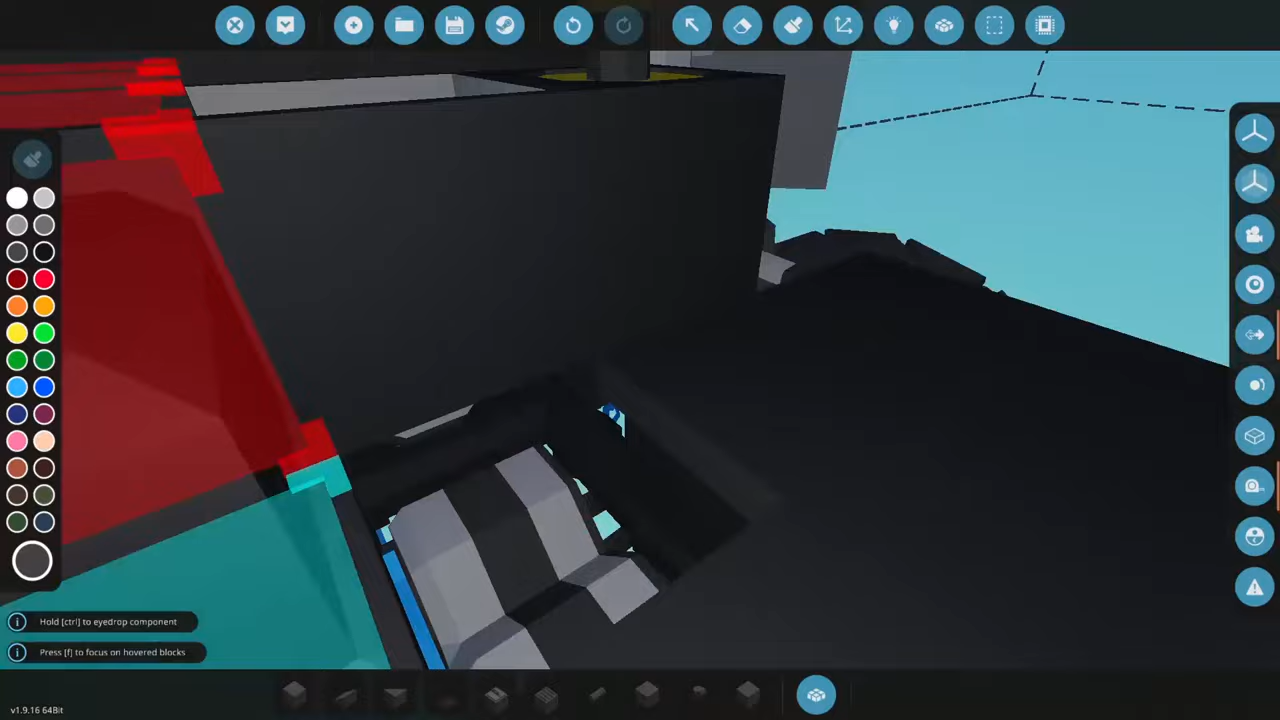 Hold [ctrl] to eyedrop component
Press [f] to focus on hovered blocks
v1.9.16 64Bit